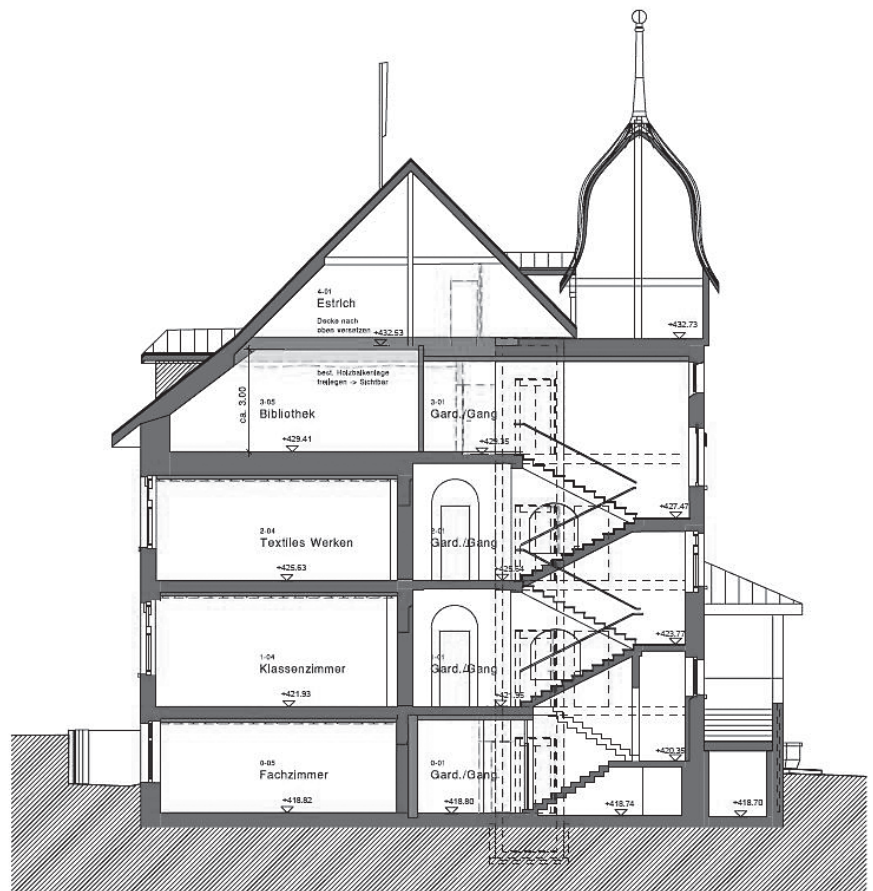 4-01
Estrich
Decke nach
oben versetzen
+432.53
+432.73
best. Holzbalkenlage
freilegen -> Sichtbar
ca. 3.00
3-05
Bibliothek
3-01
Gard./Gang
+429.41
+429.35
+427.47
2-04
Textiles Werken
2-01
Gard./Gang
+425.63
+425.64
+423.77
1-04
Klassenzimmer
1-01
Gard./Gang
+421.93
+421.95
+420.35
0-05
Fachzimmer
0-01
Gard./Gang
+418.82
+418.80
+418.74
+418.70